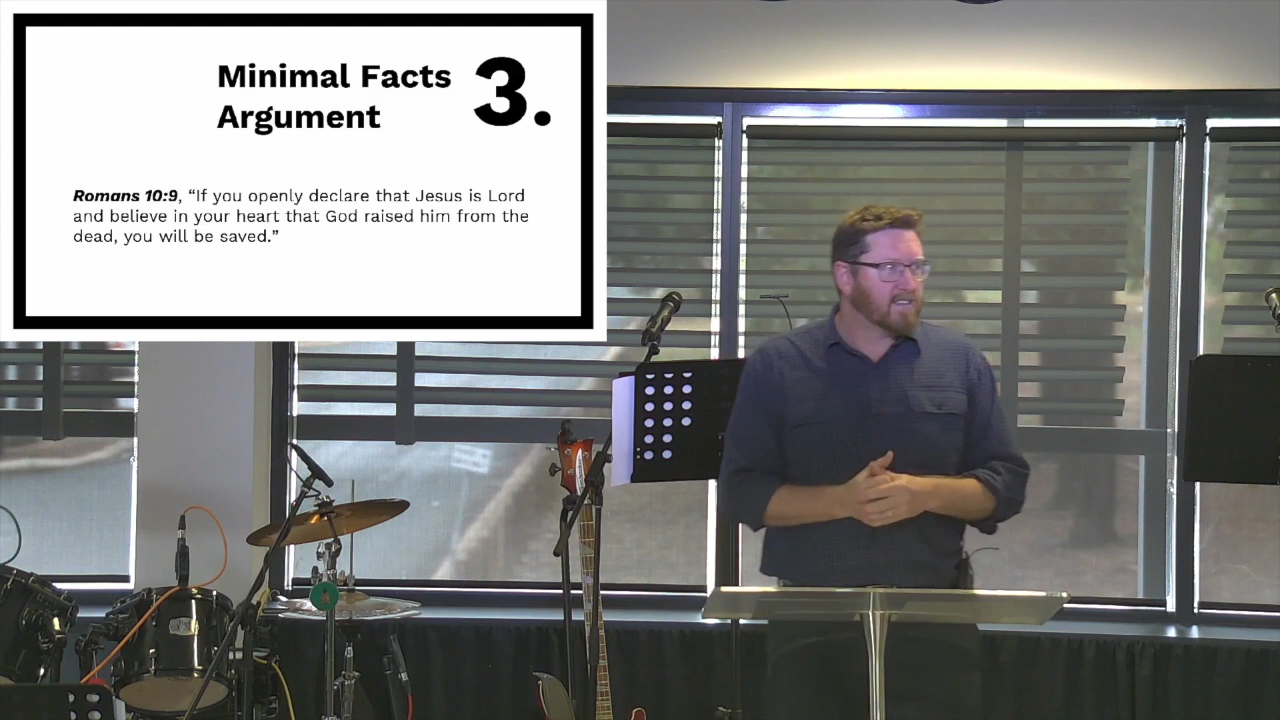 Minimal Facts
Argument
3.
Romans 10:9, “If you openly declare that Jesus is Lord
and believe in your heart that God raised him from the
dead, you will be saved.”